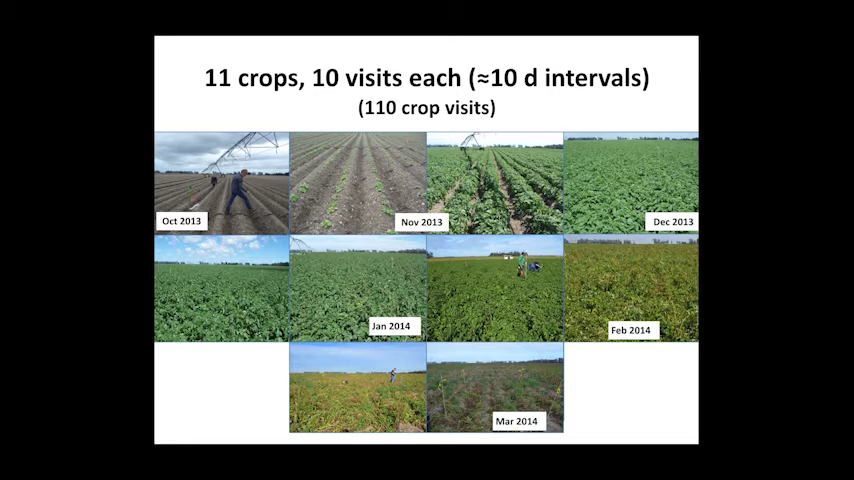 11 crops, 10 visits each (≈10 d intervals)
(110 crop visits)
Oct 2013
Nov 2013
Dec 2013
Jan 2014
Feb 2014
Mar 2014